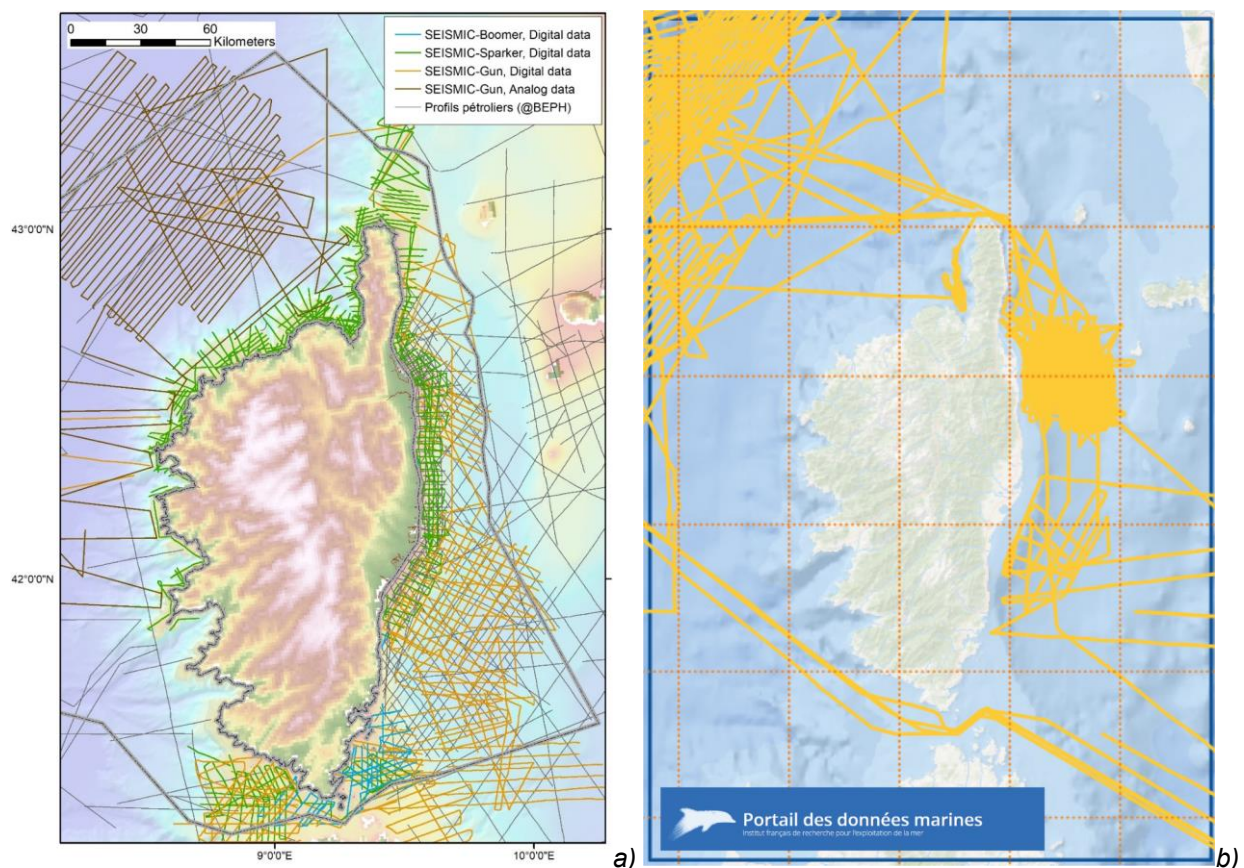 0 30 60
Kilometers
SEISMIC-Boomer, Digital data
SEISMIC-Sparker, Digital data
SEISMIC-Gun, Digital data
SEISMIC-Gun, Analog data
Profils pétroliers (@BEPH)
43°0'0"N
42°0'0"N
9°0'0"E
10°0'0"E
a)
Portail des données marines
Institut français de recherche pour l'exploitation de la mer
b)